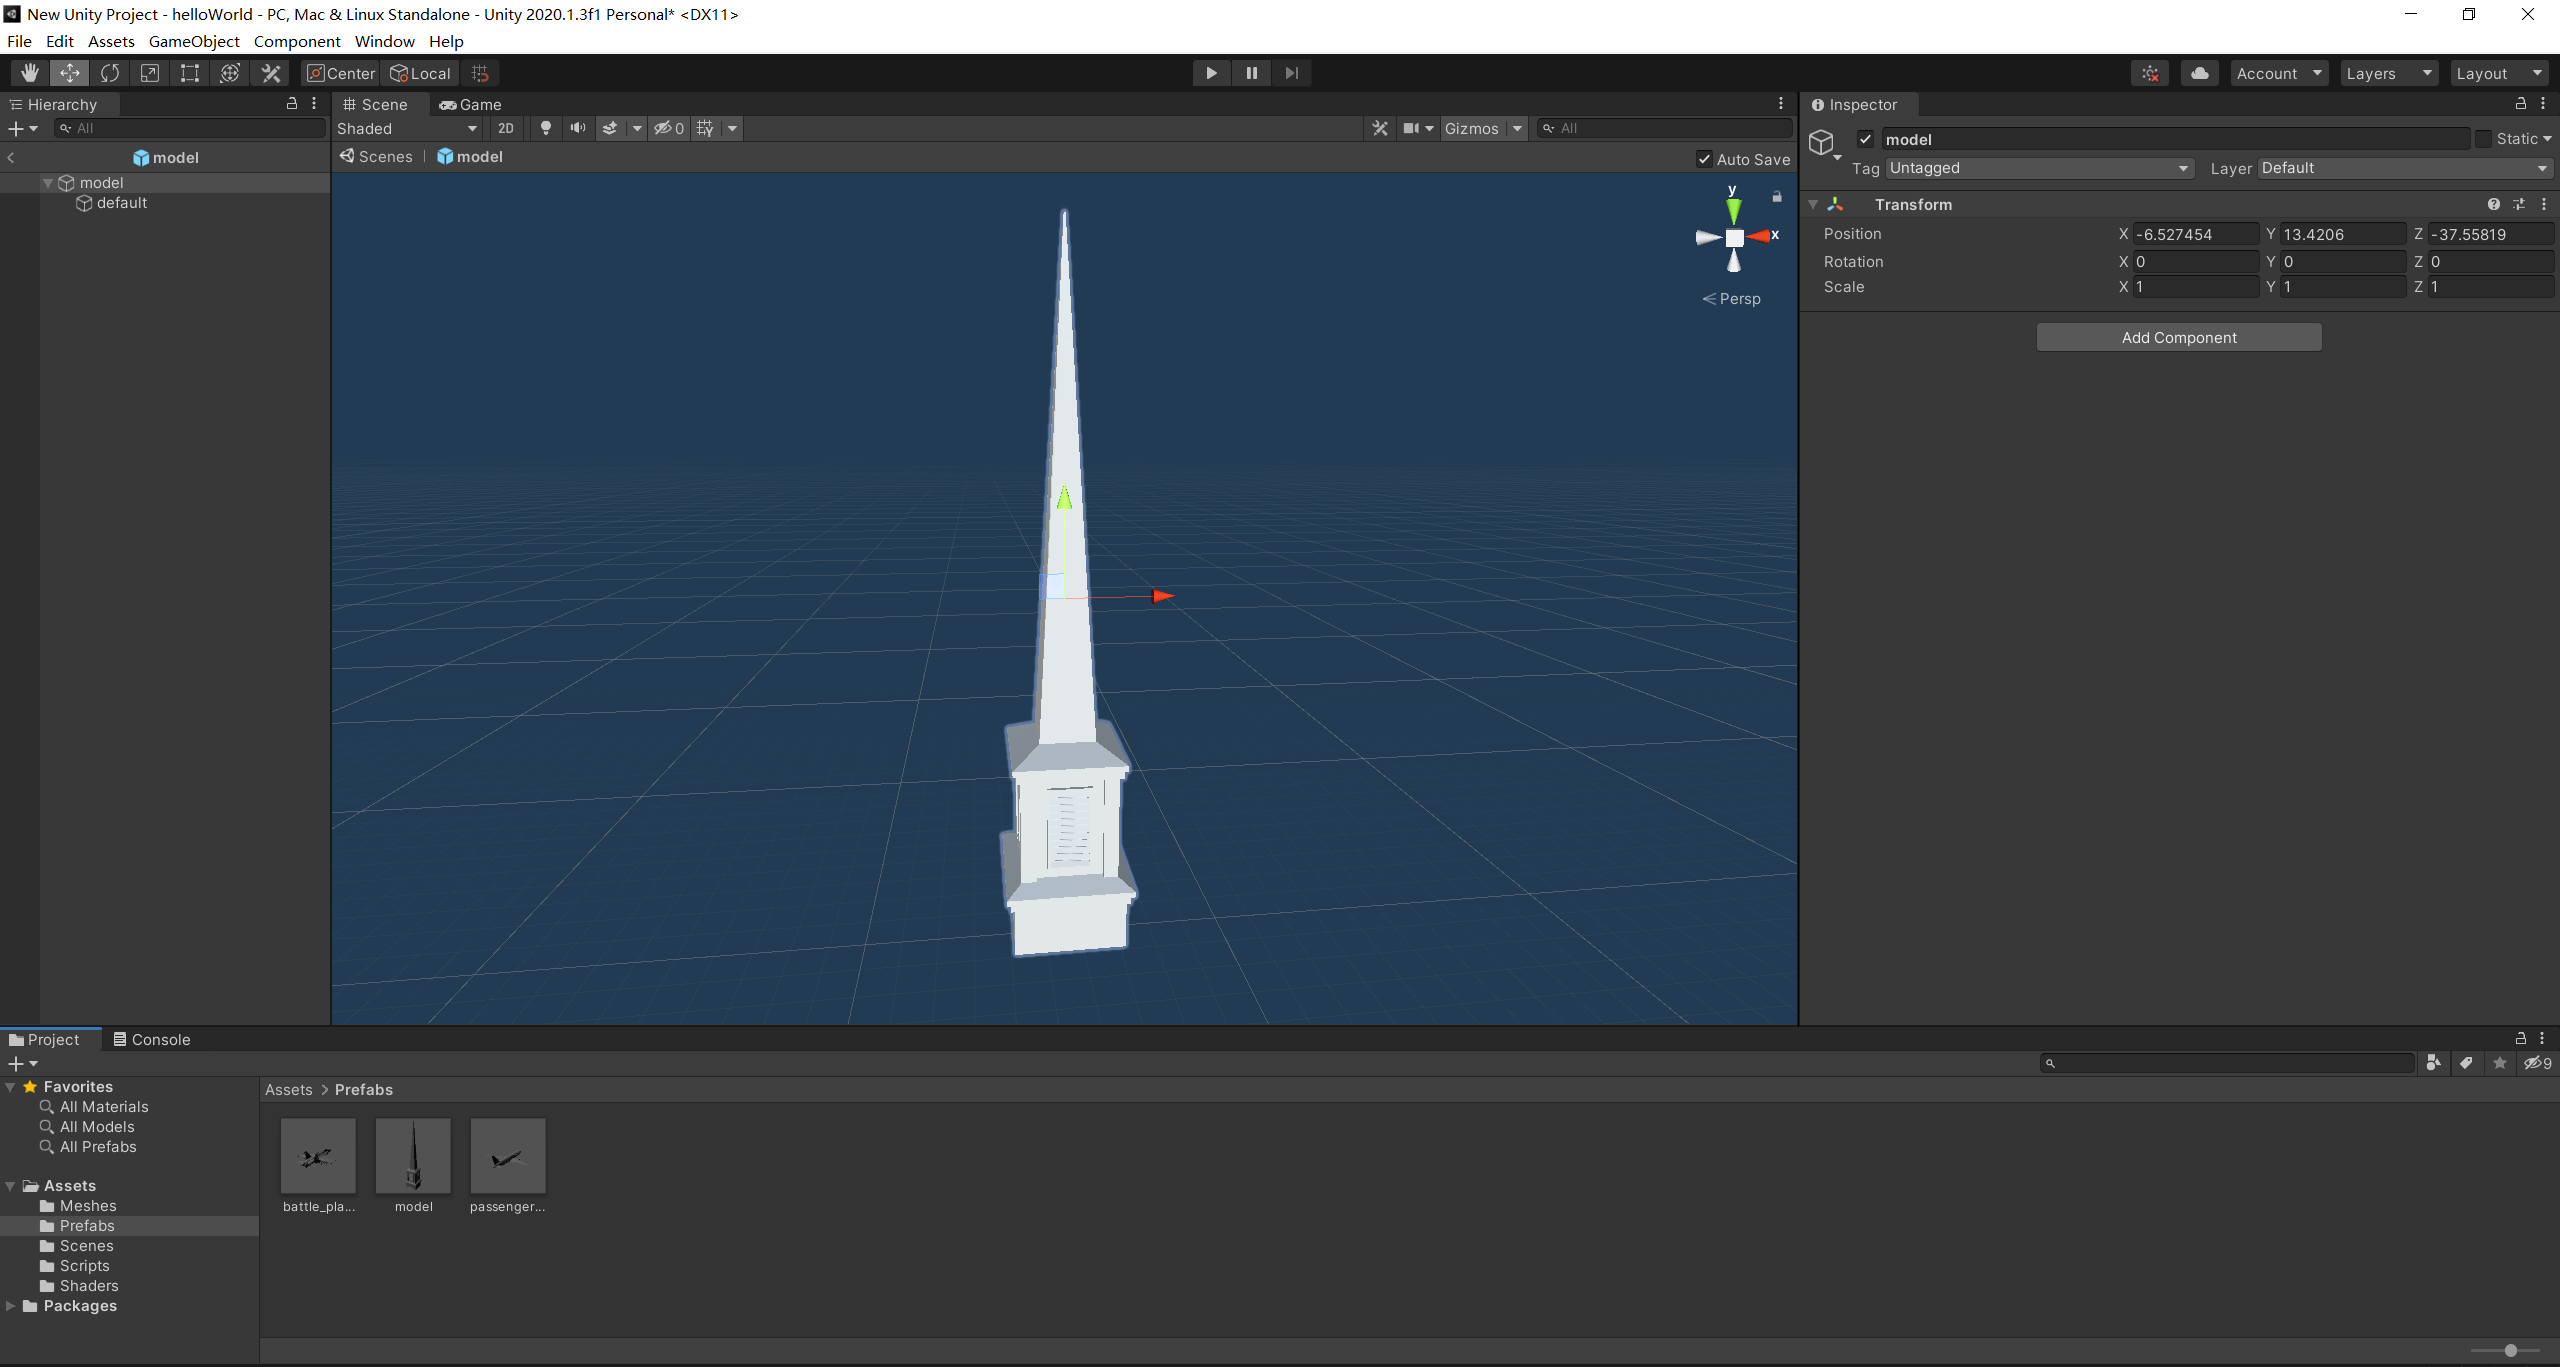 New Unity Project - helloWorld - PC, Mac & Linux Standalone - Unity 2020.1.3f1 Personal* <DX11>
File Edit Assets GameObject Component Window Help
Center Local Account Layers Layout
Hierarchy
All
model
model
default
Scene Game
Shaded 2D 0 Gizmos All
Scenes | model Auto Save
y
x
Persp
Inspector
model Static
Tag Untagged Layer Default
Transform
Position X -6.527454 Y 13.4206 Z -37.55819
Rotation X 0 Y 0 Z 0
Scale X 1 Y 1 Z 1
Add Component
Project Console
9
Favorites
All Materials
All Models
All Prefabs
Assets
Meshes
Prefabs
Scenes
Scripts
Shaders
Packages
Assets > Prefabs
battle_pla... model passenger...